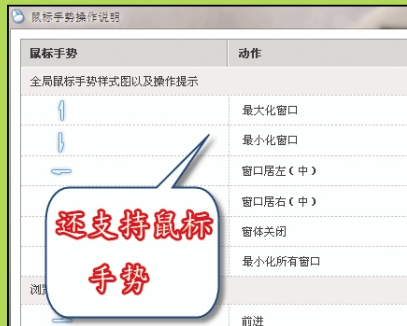 鼠标手势操作说明
鼠标手势 动作
全局鼠标手势样式图以及操作提示
最大化窗口
最小化窗口
窗口居左（中）
窗口居右（中）
窗体关闭
最小化所有窗口
还支持鼠标
手势
浏
前进